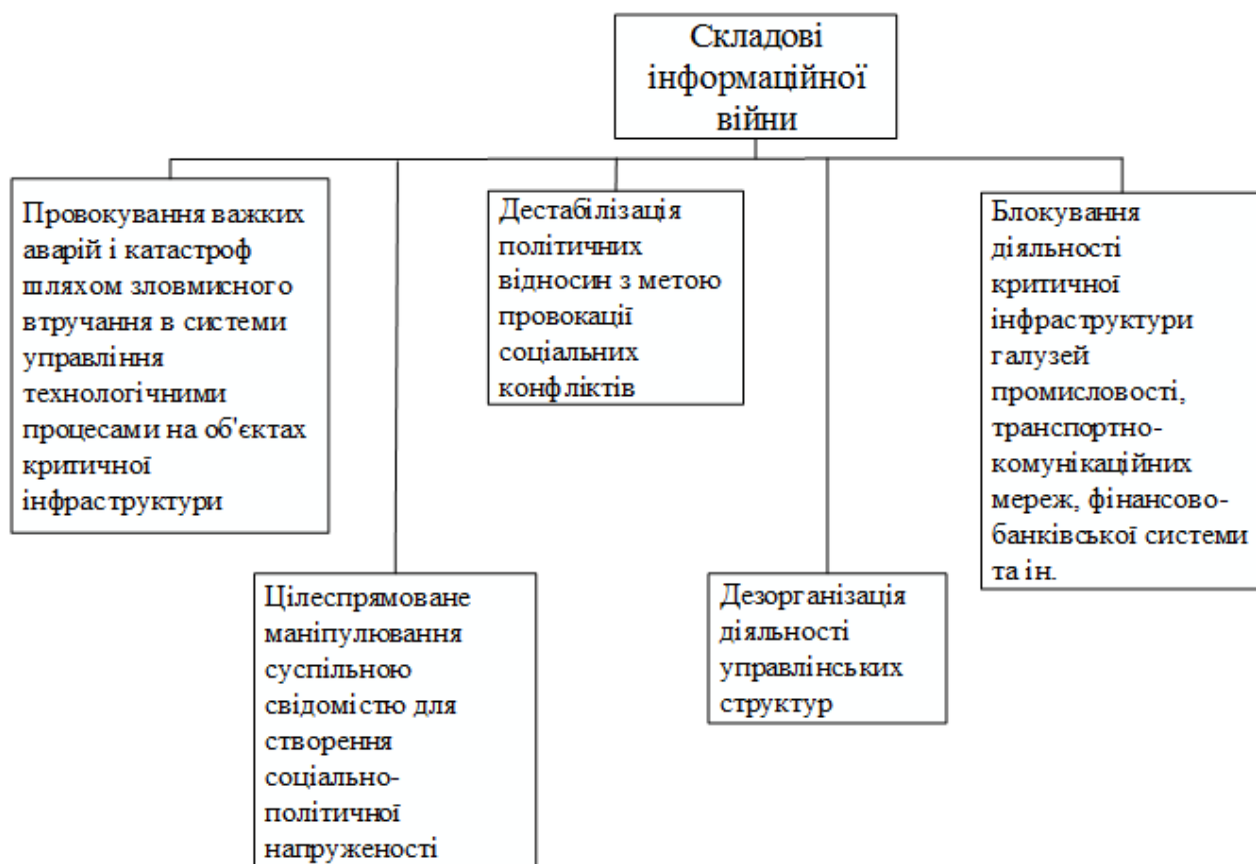 Складові
інформаційної
війни
Провокування важких
аварій і катастроф
шляхом зловмисного
втручання в системи
управління
технологічними
процесами на об'єктах
критичної
інфраструктури
Цілеспрямоване
маніпулювання
суспільною
свідомістю для
створення
соціально-
політичної
напруженості
Дестабілізація
політичних
відносин з метою
провокації
соціальних
конфліктів
Дезорганізація
діяльності
управлінських
структур
Блокування
діяльності
критичної
інфраструктури
галузей
промисловості,
транспортно-
комунікаційних
мереж, фінансово-
банківської системи
та ін.